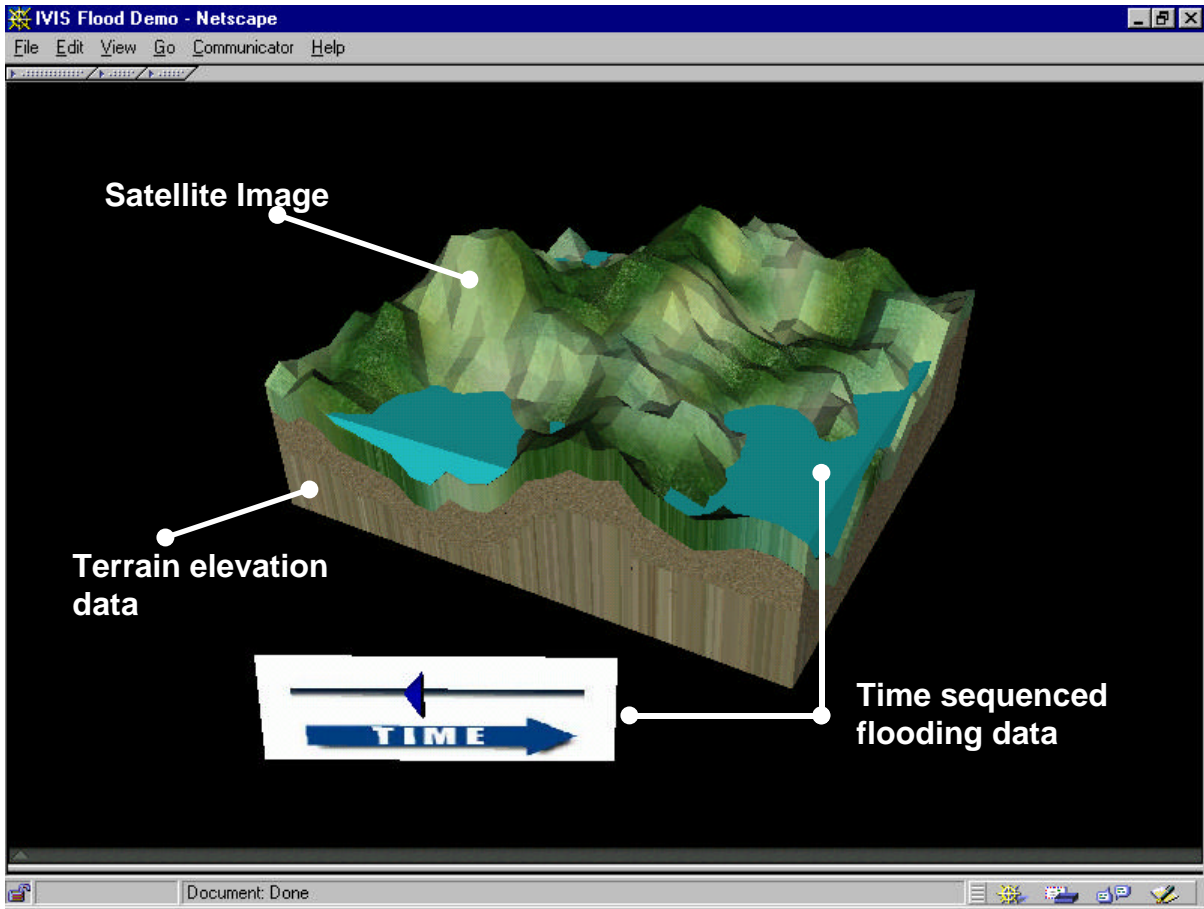 IVIS Flood Demo - Netscape
File Edit View Go Communicator Help
Satellite Image
Terrain elevation
data
TIME
Time sequenced
flooding data
Document: Done